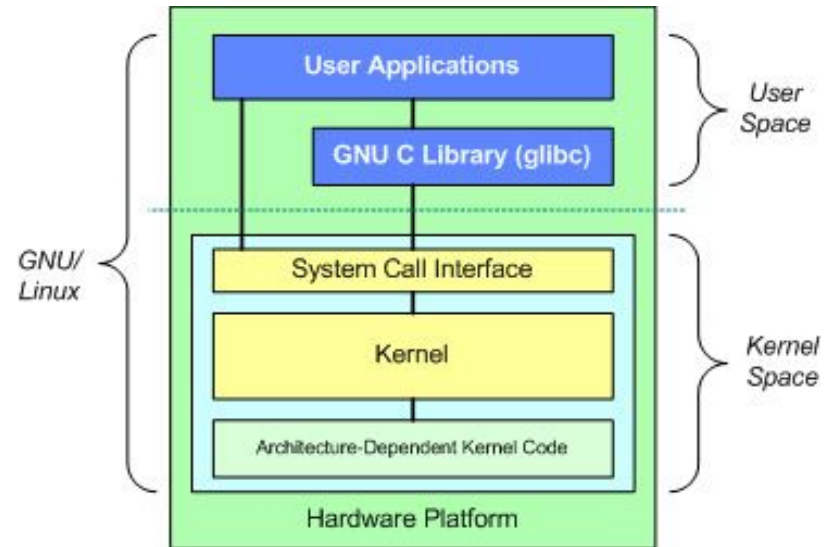 User Applications
GNU C Library (glibc)
User
Space
GNU/
Linux
System Call Interface
Kernel
Architecture-Dependent Kernel Code
Kernel
Space
Hardware Platform